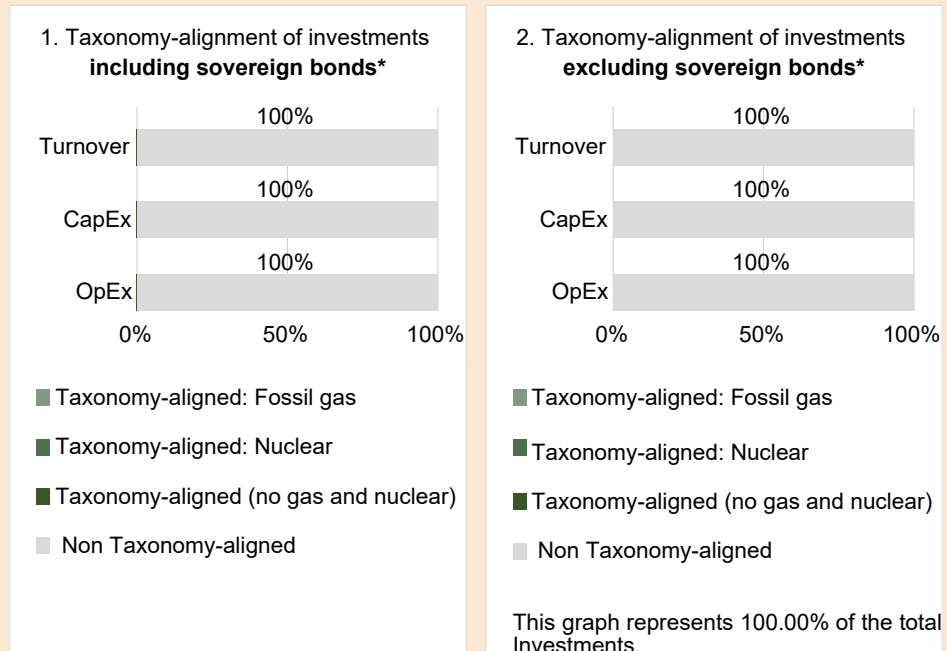 1. Taxonomy-alignment of investments
including sovereign bonds*
100%
Turnover
100%
CapEx
100%
OpEx
0% 50% 100%
Taxonomy-aligned: Fossil gas
Taxonomy-aligned: Nuclear
Taxonomy-aligned (no gas and nuclear)
Non Taxonomy-aligned
2. Taxonomy-alignment of investments
excluding sovereign bonds*
100%
Turnover
100%
CapEx
100%
OpEx
0% 50% 100%
Taxonomy-aligned: Fossil gas
Taxonomy-aligned: Nuclear
Taxonomy-aligned (no gas and nuclear)
Non Taxonomy-aligned
This graph represents 100.00% of the total
Investments.